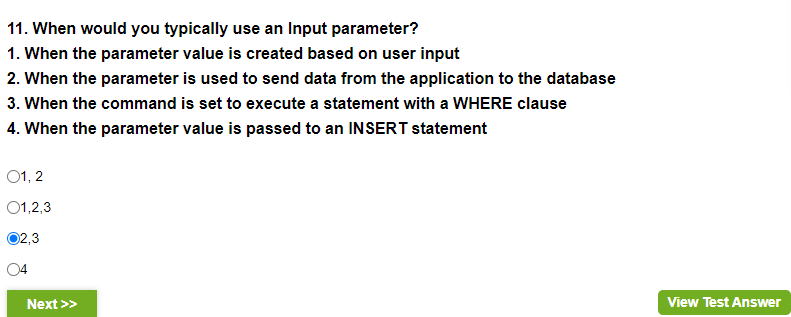 11. When would you typically use an Input parameter?
1. When the parameter value is created based on user input
2. When the parameter is used to send data from the application to the database
3. When the command is set to execute a statement with a WHERE clause
4. When the parameter value is passed to an INSERT statement
1, 2
1,2,3
2,3
4
Next >>
View Test Answer